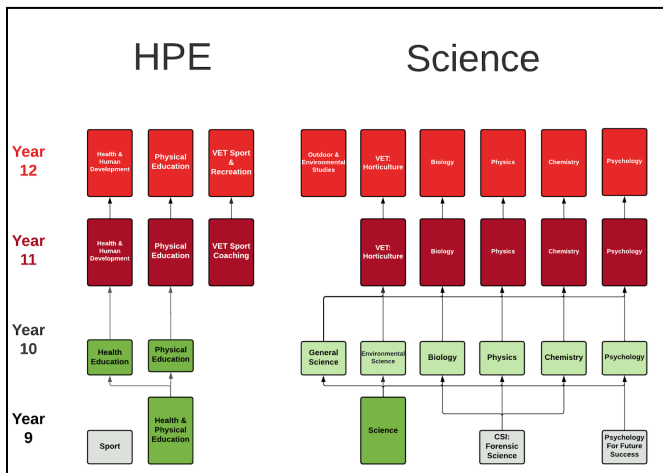 HPE
Science
Year
12
Health &
Human
Development
Physical
Education
VET Sport
&
Recreation
Outdoor &
Environmental
Studies
VET:
Horticulture
Biology
Physics
Chemistry
Psychology
Year
11
Health &
Human
Development
Physical
Education
VET Sport
Coaching
VET:
Horticulture
Biology
Physics
Chemistry
Psychology
Year
10
Health
Education
Physical
Education
General
Science
Environmental
Science
Biology
Physics
Chemistry
Psychology
Year
9
Sport
Health &
Physical
Education
Science
CSI:
Forensic
Science
Psychology
For Future
Success